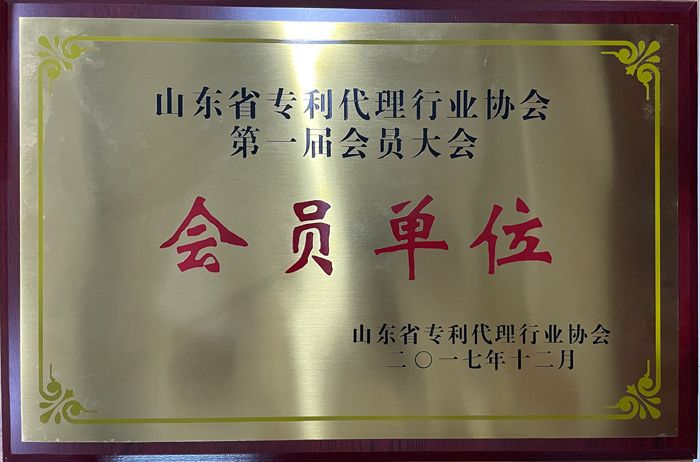 山东省专利代理行业协会
第一届会员大会
会员单位
山东省专利代理行业协会
二〇一七年十二月